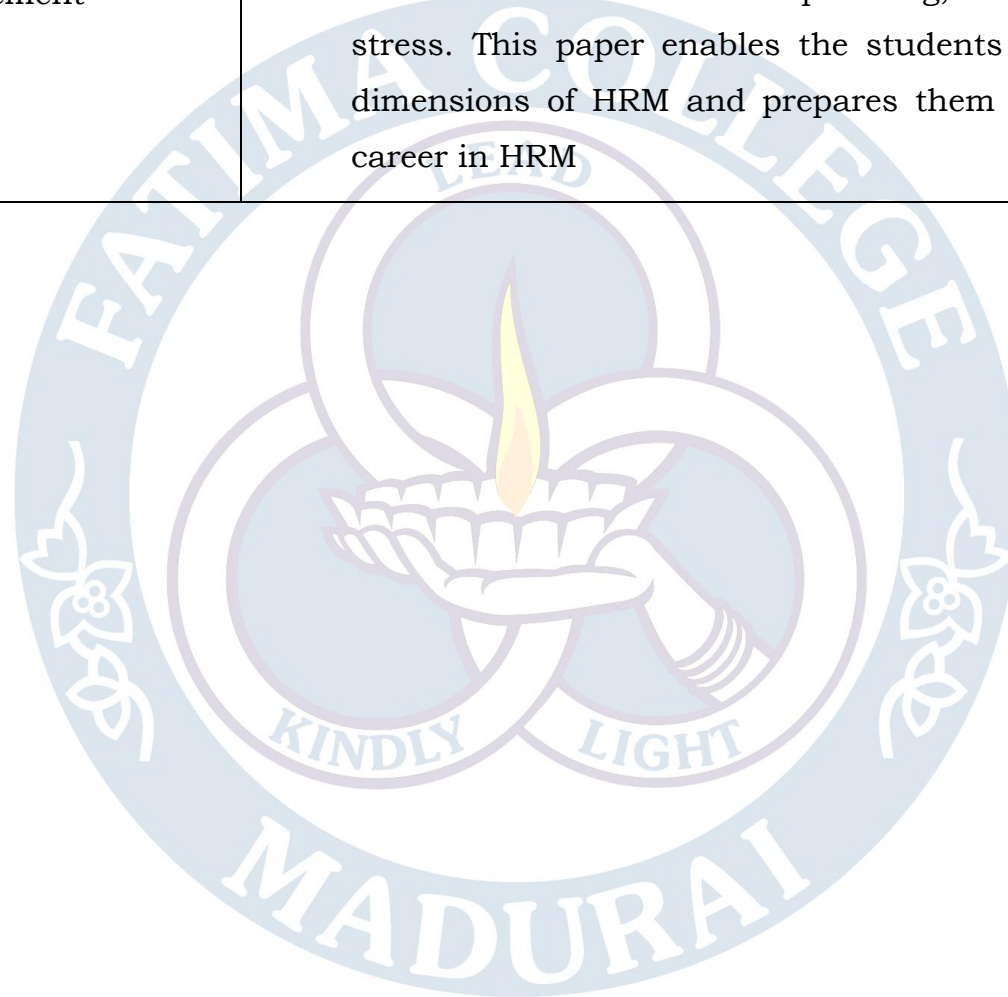 stress. This paper enables the students
dimensions of HRM and prepares them
career in HRM
FATIMA COLLEGE
LEAD
KINDLY
LIGHT
MADURAI